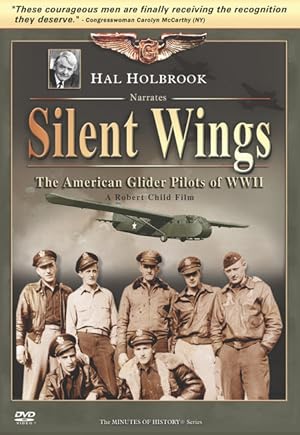 "These courageous men are finally receiving the recognition
they deserve." - Congresswoman Carolyn McCarthy (NY)
HAL HOLBROOK
Narrates
Silent Wings
The American Glider Pilots of WWII
A Robert Child Film
DVD
VIDEO
The MINUTES OF HISTORY® Series